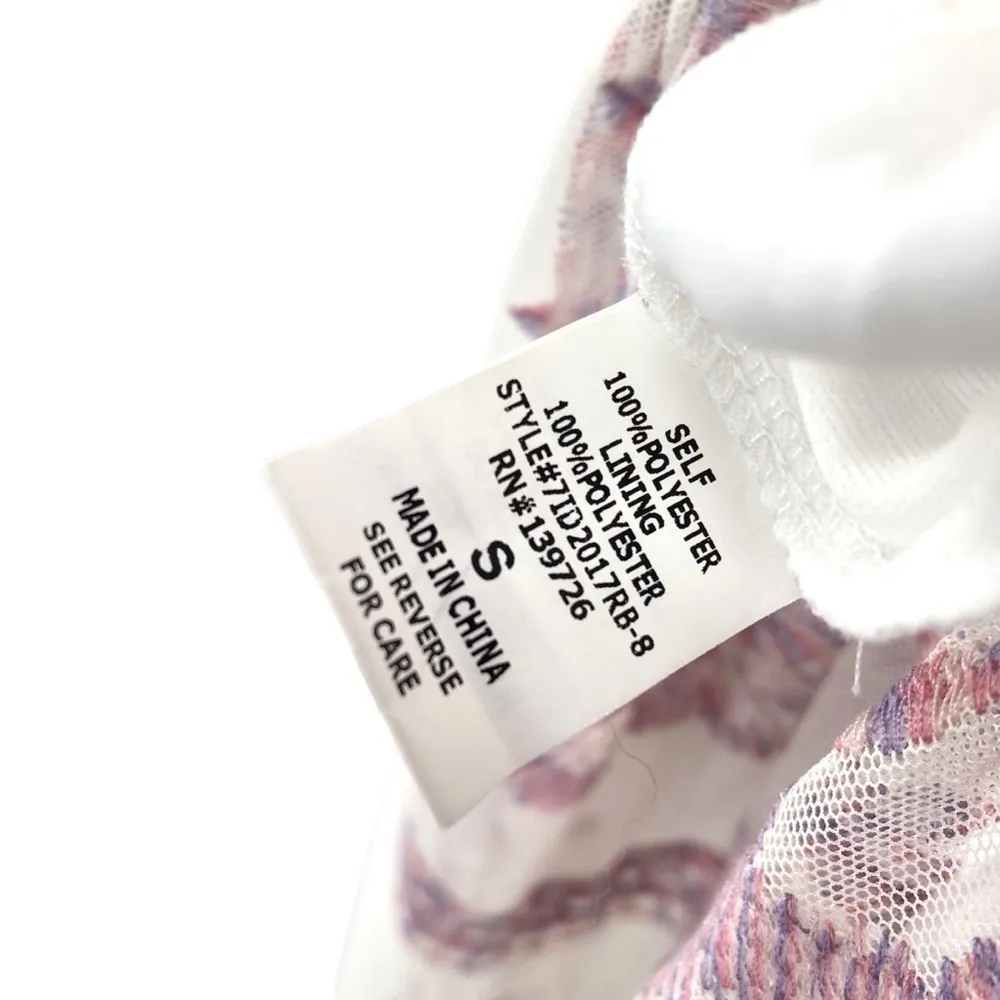 SELF
100%POLYESTER
LINING
100%POLYESTER
STYLE#7ID2017RB-8
RN#139726
S
MADE IN CHINA
SEE REVERSE
FOR CARE